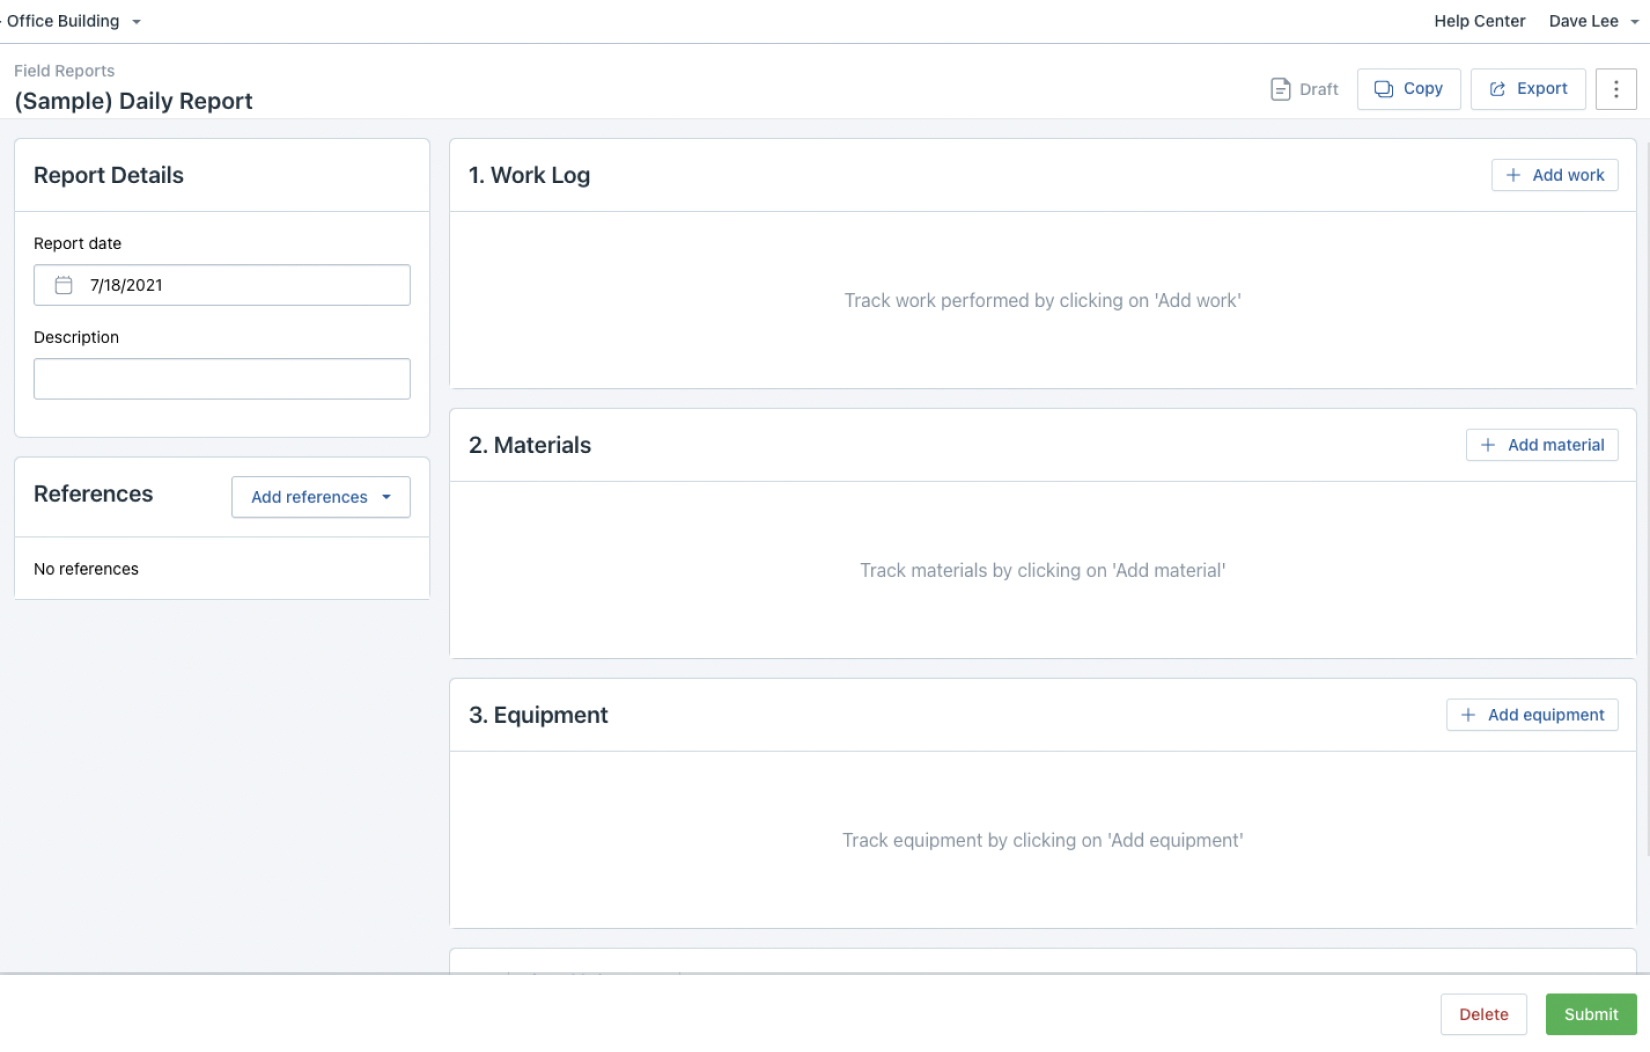 Office Building
Help Center
Dave Lee
Field Reports
(Sample) Daily Report
Draft
Copy
Export
Report Details
Report date
7/18/2021
Description
References
Add references
No references
1. Work Log
Add work
Track work performed by clicking on 'Add work'
2. Materials
Add material
Track materials by clicking on 'Add material'
3. Equipment
Add equipment
Track equipment by clicking on 'Add equipment'
Delete
Submit